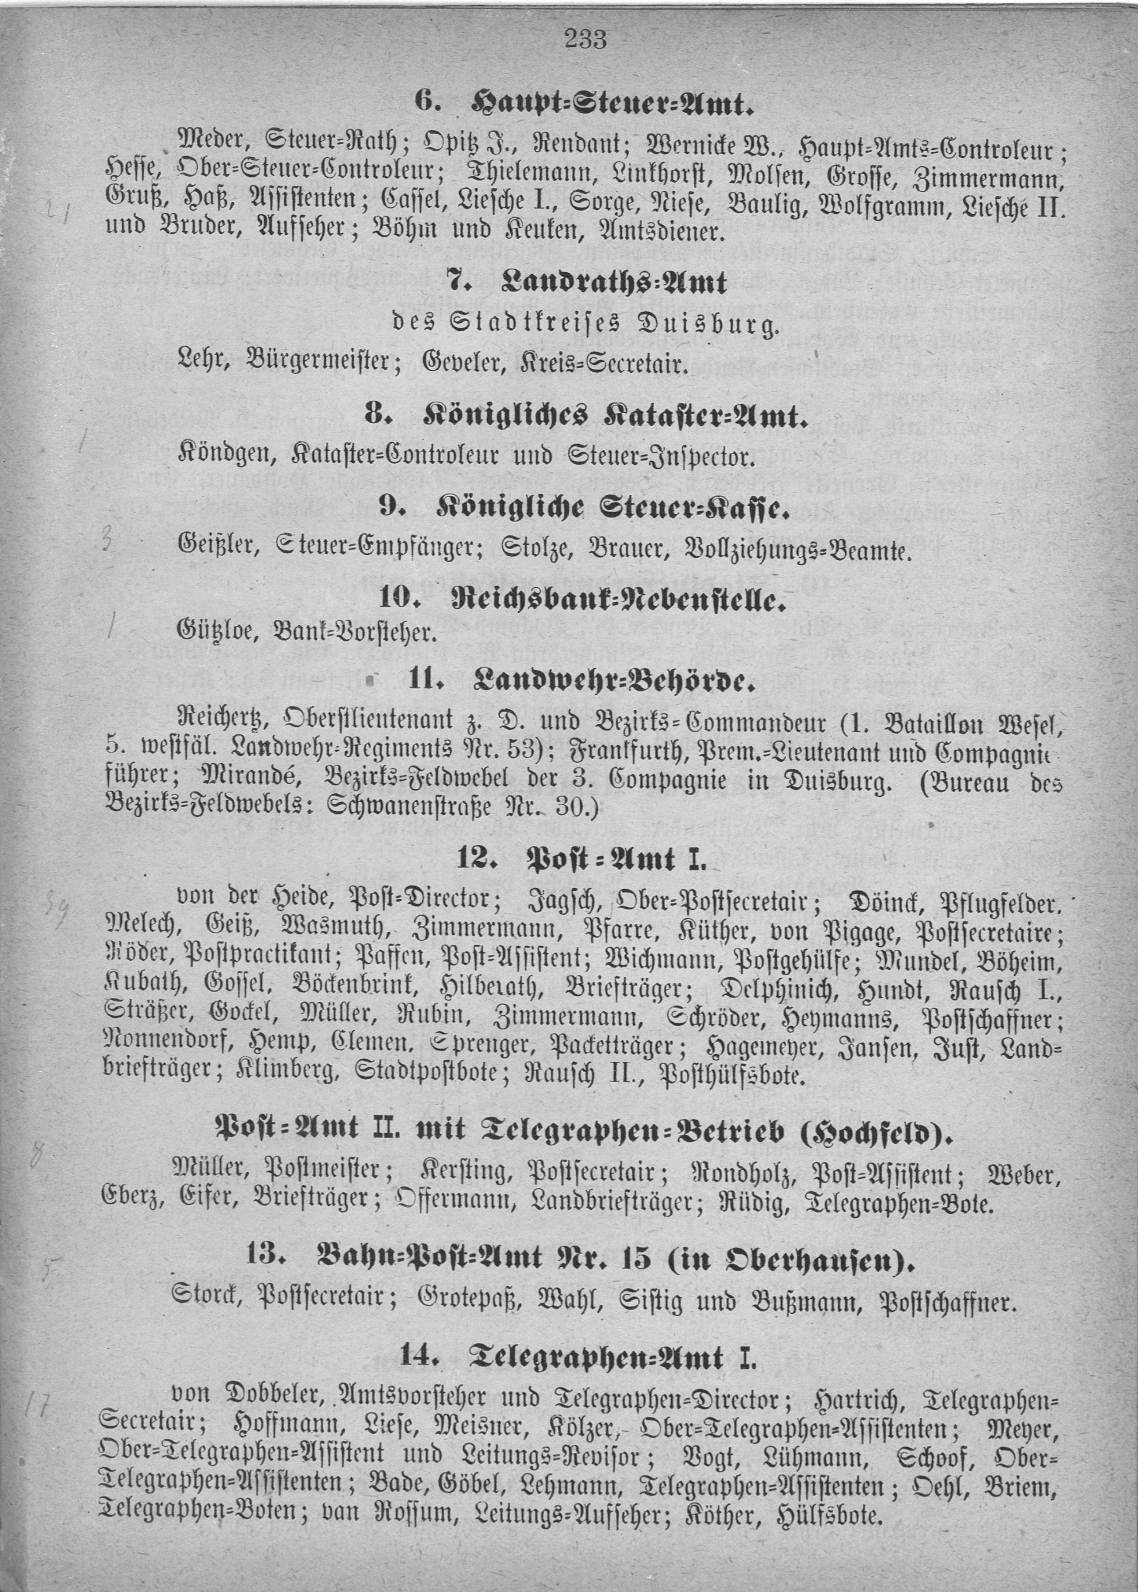 233
6. Haupt-Steuer-Amt.
Meder, Steuer-Rath; Opitz J., Rendant; Wernicke W., Haupt-Amts-Controleur;
Hesse, Ober-Steuer-Controleur; Thielemann, Linkhorst, Molsen, Grosse, Zimmermann,
Gruß, Haß, Assistenten; Cassel, Liesche I., Sorge, Niese, Baulig, Wolfgramm, Liesche II.
und Bruder, Aufseher; Böhm und Keuken, Amtsdiener.
21
7. Landraths-Amt
des Stadtkreises Duisburg.
Lehr, Bürgermeister; Geveler, Kreis-Secretair.
8. Königliches Kataster-Amt.
1
Köndgen, Kataster-Controleur und Steuer-Inspector.
9. Königliche Steuer-Kasse.
3
Geißler, Steuer-Empfänger; Stolze, Brauer, Vollziehungs-Beamte.
10. Reichsbank-Nebenstelle.
1
Gützloe, Bank-Vorsteher.
11. Landwehr-Behörde.
Reichertz, Oberstlieutenant z. D. und Bezirks-Commandeur (1. Bataillon Wesel,
5. westfäl. Landwehr-Regiments Nr. 53); Frankfurth, Prem.-Lieutenant und Compagnie
führer; Mirandé, Bezirks-Feldwebel der 3. Compagnie in Duisburg. (Bureau des
Bezirks-Feldwebels: Schwanenstraße Nr. 30.)
12. Post-Amt I.
von der Heide, Post-Director; Jagsch, Ober-Postsecretair; Döinck, Pflugfelder,
Melech, Geiß, Wasmuth, Zimmermann, Pfarre, Küther, von Pigage, Postsecretaire;
Röder, Postpractikant; Paffen, Post-Assistent; Wichmann, Postgehülfe; Mundel, Böheim,
Kubath, Gossel, Böckenbrink, Hilberath, Briefträger; Delphinich, Hundt, Rausch I.,
Sträßer, Gockel, Müller, Rubin, Zimmermann, Schröder, Heymanns, Postschaffner;
Nonnendorf, Hemp, Clemen, Sprenger, Packetträger; Hagemeyer, Jansen, Just, Land-
briefträger; Klimberg, Stadtpostbote; Rausch II., Posthülfsbote.
Post-Amt II. mit Telegraphen-Betrieb (Hochfeld).
8
Müller, Postmeister; Kersting, Postsecretair; Rondholz, Post-Assistent; Weber,
Eberz, Eifer, Briefträger; Offermann, Landbriefträger; Rüdig, Telegraphen-Bote.
13. Bahn-Post-Amt Nr. 15 (in Oberhausen).
5
Storck, Postsecretair; Grotepaß, Wahl, Sistig und Bußmann, Postschaffner.
14. Telegraphen-Amt I.
17
von Dobbeler, Amtsvorsteher und Telegraphen-Director; Hartrich, Telegraphen-
Secretair; Hoffmann, Liese, Meisner, Kölzer, Ober-Telegraphen-Assistenten; Meyer,
Ober-Telegraphen-Assistent und Leitungs-Revisor; Vogt, Lühmann, Schoof, Ober-
Telegraphen-Assistenten; Bade, Göbel, Lehmann, Telegraphen-Assistenten; Oehl, Briem,
Telegraphen-Boten; van Rossum, Leitungs-Aufseher; Köther, Hülfsbote.